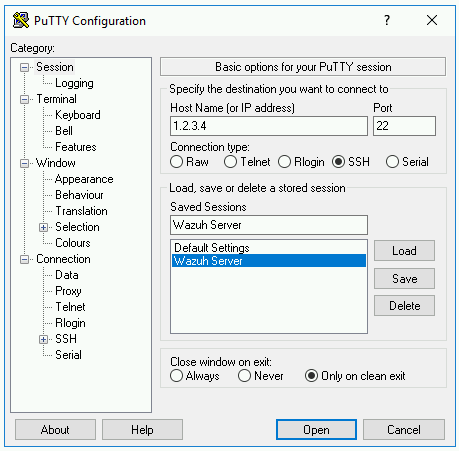 PuTTY Configuration
Category:
Session
Logging
Terminal
Keyboard
Bell
Features
Window
Appearance
Behaviour
Translation
Selection
Colours
Connection
Data
Proxy
Telnet
Rlogin
SSH
Serial
Basic options for your PuTTY session
Specify the destination you want to connect to
Host Name (or IP address) Port
1.2.3.4 22
Connection type:
Raw Telnet Rlogin SSH Serial
Load, save or delete a stored session
Saved Sessions
Wazuh Server
Default Settings
Wazuh Server
Load
Save
Delete
Close window on exit:
Always Never Only on clean exit
About Help Open Cancel